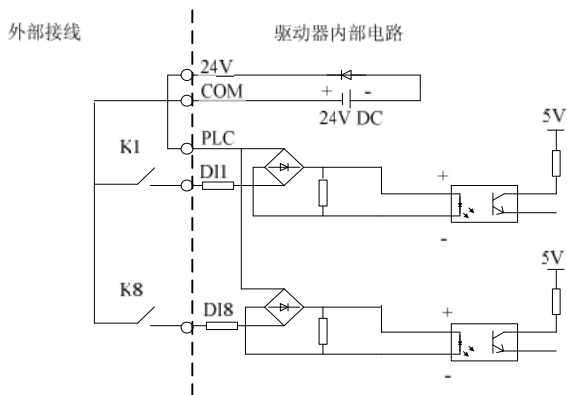 外部接线
驱动器内部电路
24V
COM
+ -
24V DC
K1
PLC
DI1
+
-
5V
K8
DI8
+
-
5V